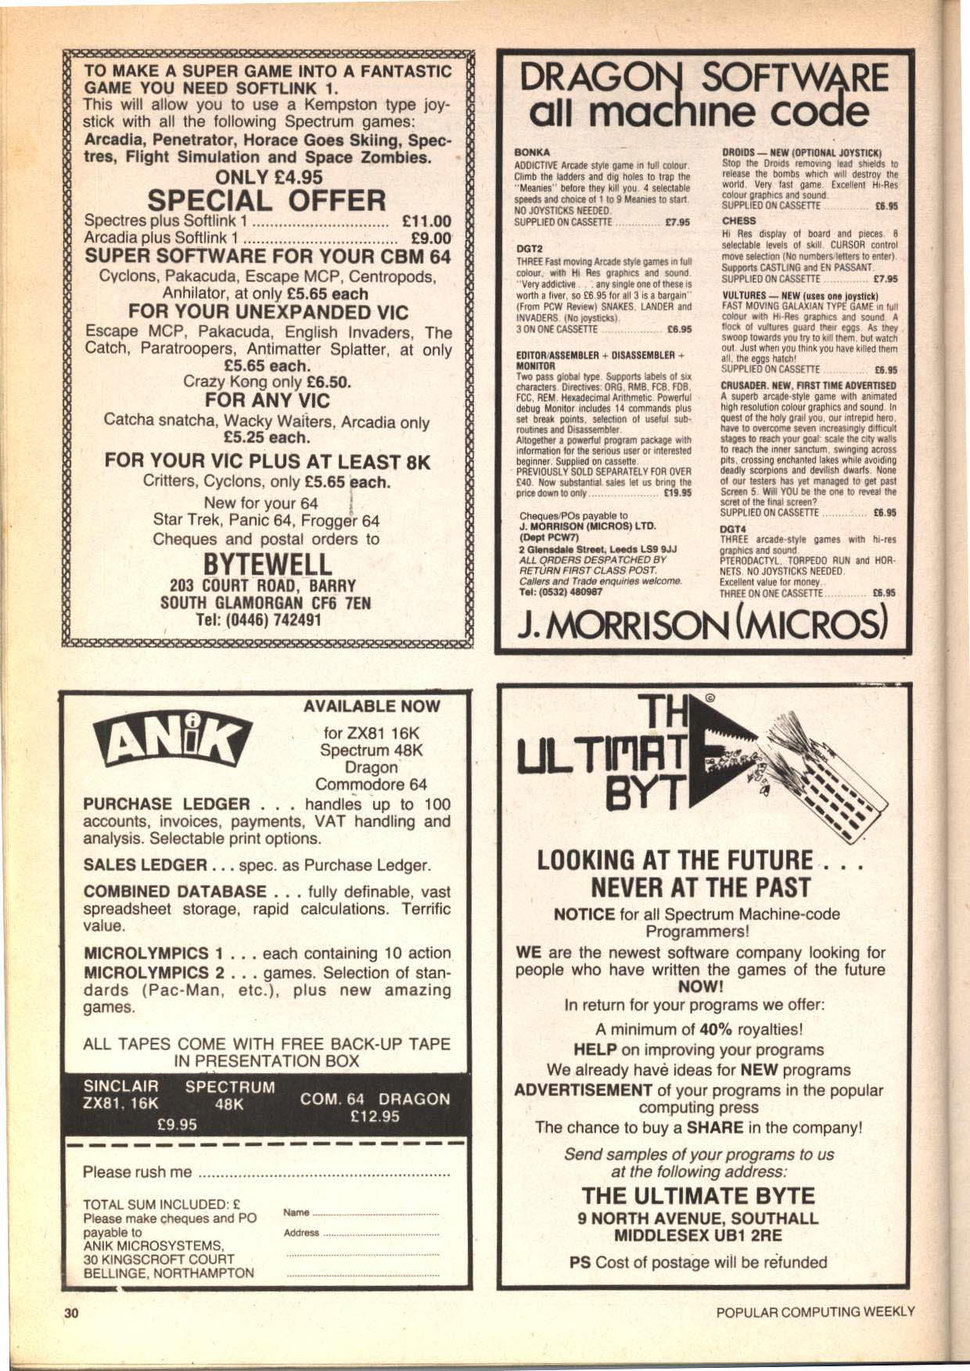 TO MAKE A SUPER GAME INTO A FANTASTIC
GAME YOU NEED SOFTLINK 1.
This will allow you to use a Kempston type joy-
stick with all the following Spectrum games:
Arcadia, Penetrator, Horace Goes Skiing, Spec-
tres, Flight Simulation and Space Zombies.
ONLY £4.95
SPECIAL OFFER
Spectres plus Softlink 1 ................................ £11.00
Arcadia plus Softlink 1 .................................... £9.00
SUPER SOFTWARE FOR YOUR CBM 64
Cyclons, Pakacuda, Escape MCP, Centropods,
Anhilator, at only £5.65 each
FOR YOUR UNEXPANDED VIC
Escape MCP, Pakacuda, English Invaders, The
Catch, Paratroopers, Antimatter Splatter, at only
£5.65 each.
Crazy Kong only £6.50.
FOR ANY VIC
Catcha snatcha, Wacky Waiters, Arcadia only
£5.25 each.
FOR YOUR VIC PLUS AT LEAST 8K
Critters, Cyclons, only £5.65 each.
New for your 64
Star Trek, Panic 64, Frogger 64
Cheques and postal orders to
BYTEWELL
203 COURT ROAD, BARRY
SOUTH GLAMORGAN CF6 7EN
Tel: (0446) 742491
DRAGON SOFTWARE
all machine code
BONKA
ADDICTIVE Arcade style game in full colour.
Climb the ladders and dig holes to trap the
"Meanies" before they kill you. 4 selectable
speeds and choice of 1 to 9 Meanies to start.
NO JOYSTICKS NEEDED.
SUPPLIED ON CASSETTE .............. £7.95
DGT2
THREE Fast moving Arcade style games in full
colour, with Hi Res graphics and sound.
"Very addictive . . . any single one of these is
worth a fiver, so £6.95 for all 3 is a bargain"
(From PCW Review) SNAKES, LANDER and
INVADERS. (No joysticks).
3 ON ONE CASSETTE ................... £6.95
EDITOR/ASSEMBLER + DISASSEMBLER +
MONITOR
Two pass global type. Supports labels of six
characters. Directives: ORG, RMB, FCB, FDB,
FCC, REM. Hexadecimal Arithmetic. Powerful
debug Monitor includes 14 commands plus
set break points, selection of useful sub-
routines and Disassembler.
Altogether a powerful program package with
information for the serious user or interested
beginner. Supplied on cassette.
PREVIOUSLY SOLD SEPARATELY FOR OVER
£40. Now substantial sales let us bring the
price down to only ................... £19.95
Cheques/POs payable to
J. MORRISON (MICROS) LTD.
(Dept PCW7)
2 Glensdale Street, Leeds LS9 9JJ
ALL ORDERS DESPATCHED BY
RETURN FIRST CLASS POST.
Callers and Trade enquiries welcome.
Tel: (0532) 480987
DROIDS — NEW (OPTIONAL JOYSTICK)
Stop the Droids removing lead shields to
release the bombs which will destroy the
world. Very fast game. Excellent Hi-Res
colour graphics and sound.
SUPPLIED ON CASSETTE .............. £6.95
CHESS
Hi Res display of board and pieces. 8
selectable levels of skill. CURSOR control
move selection (No numbers/letters to enter).
Supports CASTLING and EN PASSANT.
SUPPLIED ON CASSETTE .............. £7.95
VULTURES — NEW (uses one joystick)
FAST MOVING GALAXIAN TYPE GAME in full
colour with Hi-Res graphics and sound. A
flock of vultures guard their eggs. As they
swoop towards you try to kill them, but watch
out. Just when you think you have killed them
all, the eggs hatch!
SUPPLIED ON CASSETTE .............. £6.95
CRUSADER. NEW, FIRST TIME ADVERTISED
A superb arcade-style game with animated
high resolution colour graphics and sound. In
quest of the holy grail you, our intrepid hero,
have to overcome seven increasingly difficult
stages to reach your goal: scale the city walls
to reach the inner sanctum, swinging across
pits, crossing enchanted lakes while avoiding
deadly scorpions and devilish dwarfs. None
of our testers has yet managed to get past
Screen 5. Will YOU be the one to reveal the
scret of the final screen?
SUPPLIED ON CASSETTE .............. £6.95
DGT4
THREE arcade-style games with hi-res
graphics and sound.
PTERODACTYL, TORPEDO RUN and HOR-
NETS. NO JOYSTICKS NEEDED.
Excellent value for money.
THREE ON ONE CASSETTE ............ £6.95
J. MORRISON (MICROS)
ANiK
AVAILABLE NOW
for ZX81 16K
Spectrum 48K
Dragon
Commodore 64
PURCHASE LEDGER . . . handles up to 100
accounts, invoices, payments, VAT handling and
analysis. Selectable print options.
SALES LEDGER . . . spec. as Purchase Ledger.
COMBINED DATABASE . . . fully definable, vast
spreadsheet storage, rapid calculations. Terrific
value.
MICROLYMPICS 1 . . . each containing 10 action
MICROLYMPICS 2 . . . games. Selection of stan-
dards (Pac-Man, etc.), plus new amazing
games.
ALL TAPES COME WITH FREE BACK-UP TAPE
IN PRESENTATION BOX
SINCLAIR SPECTRUM
ZX81, 16K 48K COM. 64 DRAGON
£9.95 £12.95
Please rush me ................................................
TOTAL SUM INCLUDED: £
Please make cheques and PO
payable to
ANIK MICROSYSTEMS,
30 KINGSCROFT COURT
BELLINGE, NORTHAMPTON
Name ................................
Address ................................
THE ©
ULTIMATE
BYTE
LOOKING AT THE FUTURE . . .
NEVER AT THE PAST
NOTICE for all Spectrum Machine-code
Programmers!
WE are the newest software company looking for
people who have written the games of the future
NOW!
In return for your programs we offer:
A minimum of 40% royalties!
HELP on improving your programs
We already have ideas for NEW programs
ADVERTISEMENT of your programs in the popular
computing press
The chance to buy a SHARE in the company!
Send samples of your programs to us
at the following address:
THE ULTIMATE BYTE
9 NORTH AVENUE, SOUTHALL
MIDDLESEX UB1 2RE
PS Cost of postage will be refunded
30
POPULAR COMPUTING WEEKLY